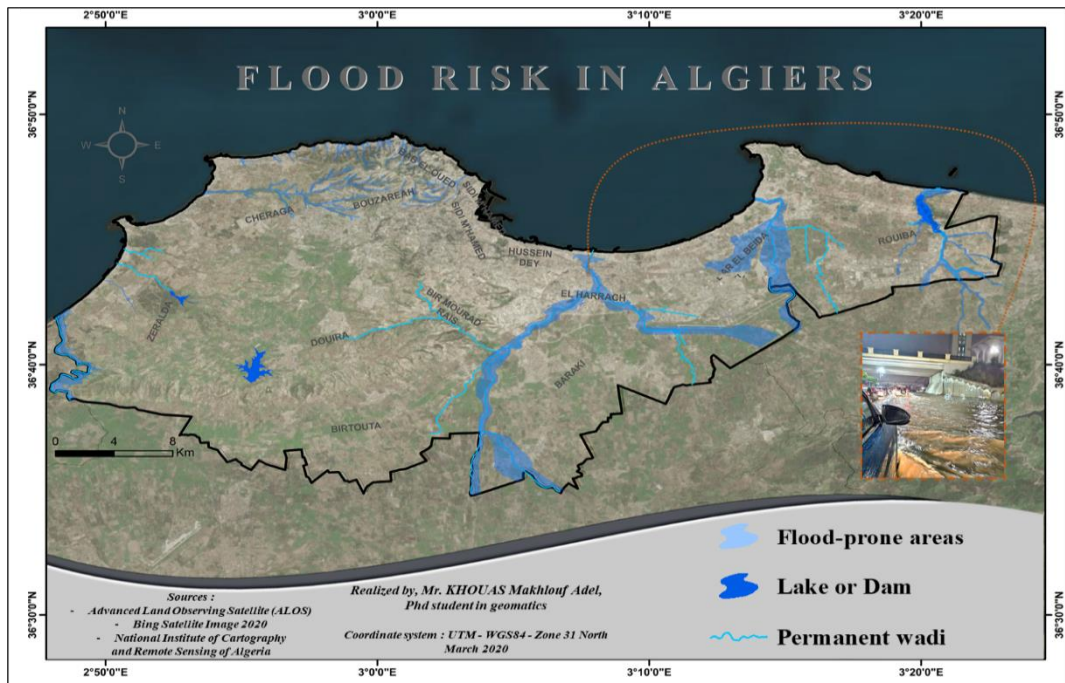 2°50'0"E 3°0'0"E 3°10'0"E 3°20'0"E
FLOOD RISK IN ALGIERS
36°50'0"N
36°05'0"N
N
W E
S
BOUZAREAH
CHERAGA
SIDI M'HAMED
HUSSEIN
DEY
EL BEIDA
ROUIBA
EL HARRACH
BIR MOURAD
RAIS
ZERALDA
DOUIRA
BARAKI
BIRTOUTA
36°40'0"N
36°40'0"N
0 4 8
Km
Flood-prone areas
Lake or Dam
Permanent wadi
Sources :
- Advanced Land Observing Satellite (ALOS)
- Bing Satellite Image 2020
- National Institute of Cartography
and Remote Sensing of Algeria
Realized by, Mr. KHOUAS Makhlouf Adel,
Phd student in geomatics
Coordinate system : UTM - WGS84 - Zone 31 North
March 2020
36°30'0"N
36°30'0"N
2°50'0"E 3°0'0"E 3°10'0"E 3°20'0"E